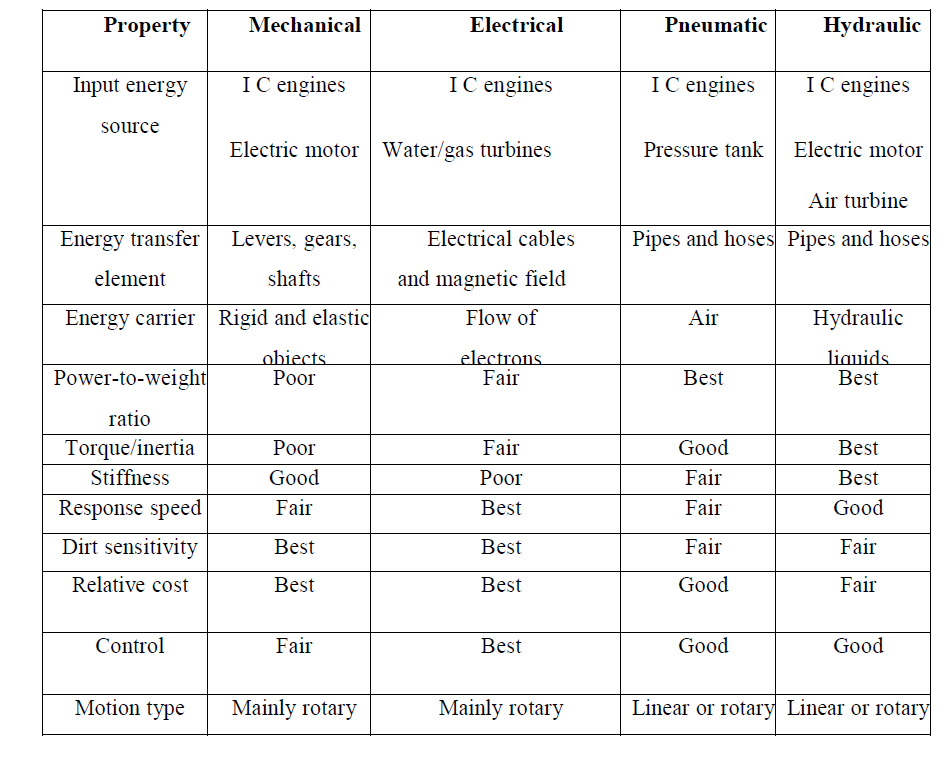 Property Mechanical Electrical Pneumatic Hydraulic
Input energy source I C engines I C engines I C engines I C engines
Electric motor Water/gas turbines Pressure tank Electric motor
Air turbine
Energy transfer Levers, gears, Electrical cables Pipes and hoses Pipes and hoses
element shafts and magnetic field
Energy carrier Rigid and elastic Flow of Air Hydraulic
objects electrons liquids
Power-to-weight Poor Fair Best Best
ratio
Torque/inertia Poor Fair Good Best
Stiffness Good Poor Fair Best
Response speed Fair Best Fair Good
Dirt sensitivity Best Best Fair Fair
Relative cost Best Best Good Fair
Control Fair Best Good Good
Motion type Mainly rotary Mainly rotary Linear or rotary Linear or rotary